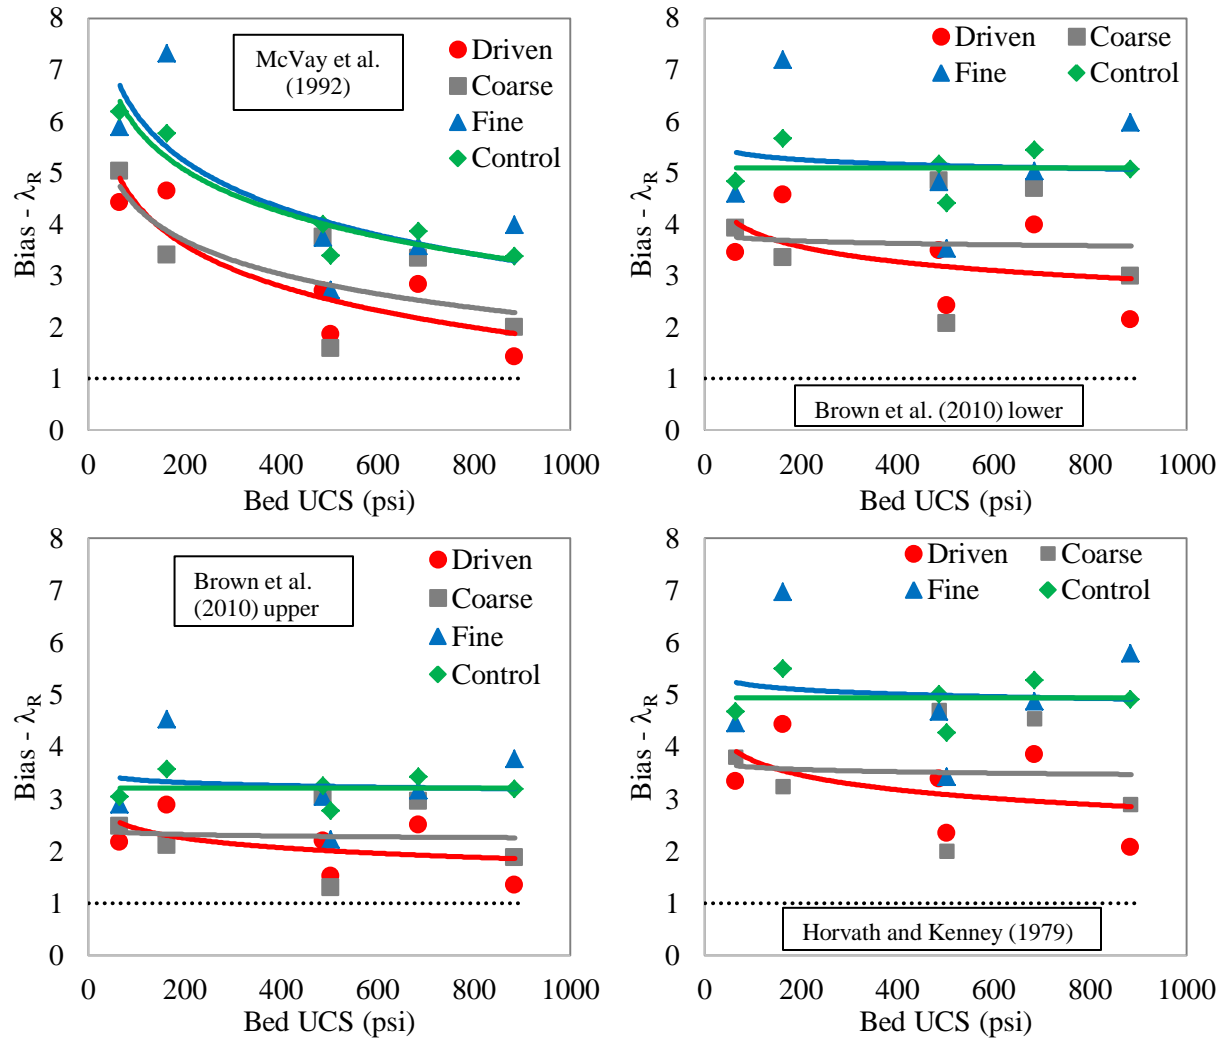 8
7
6
5
4
3
2
1
0
Bias - λR
McVay et al.
(1992)
Driven
Coarse
Fine
Control
0 200 400 600 800 1000
Bed UCS (psi)
8
7
6
5
4
3
2
1
0
Bias - λR
Driven Coarse
Fine Control
Brown et al. (2010) lower
0 200 400 600 800 1000
Bed UCS (psi)
8
7
6
5
4
3
2
1
0
Bias - λR
Brown et al.
(2010) upper
Driven
Coarse
Fine
Control
0 200 400 600 800 1000
Bed UCS (psi)
8
7
6
5
4
3
2
1
0
Bias - λR
Driven Coarse
Fine Control
Horvath and Kenney (1979)
0 200 400 600 800 1000
Bed UCS (psi)